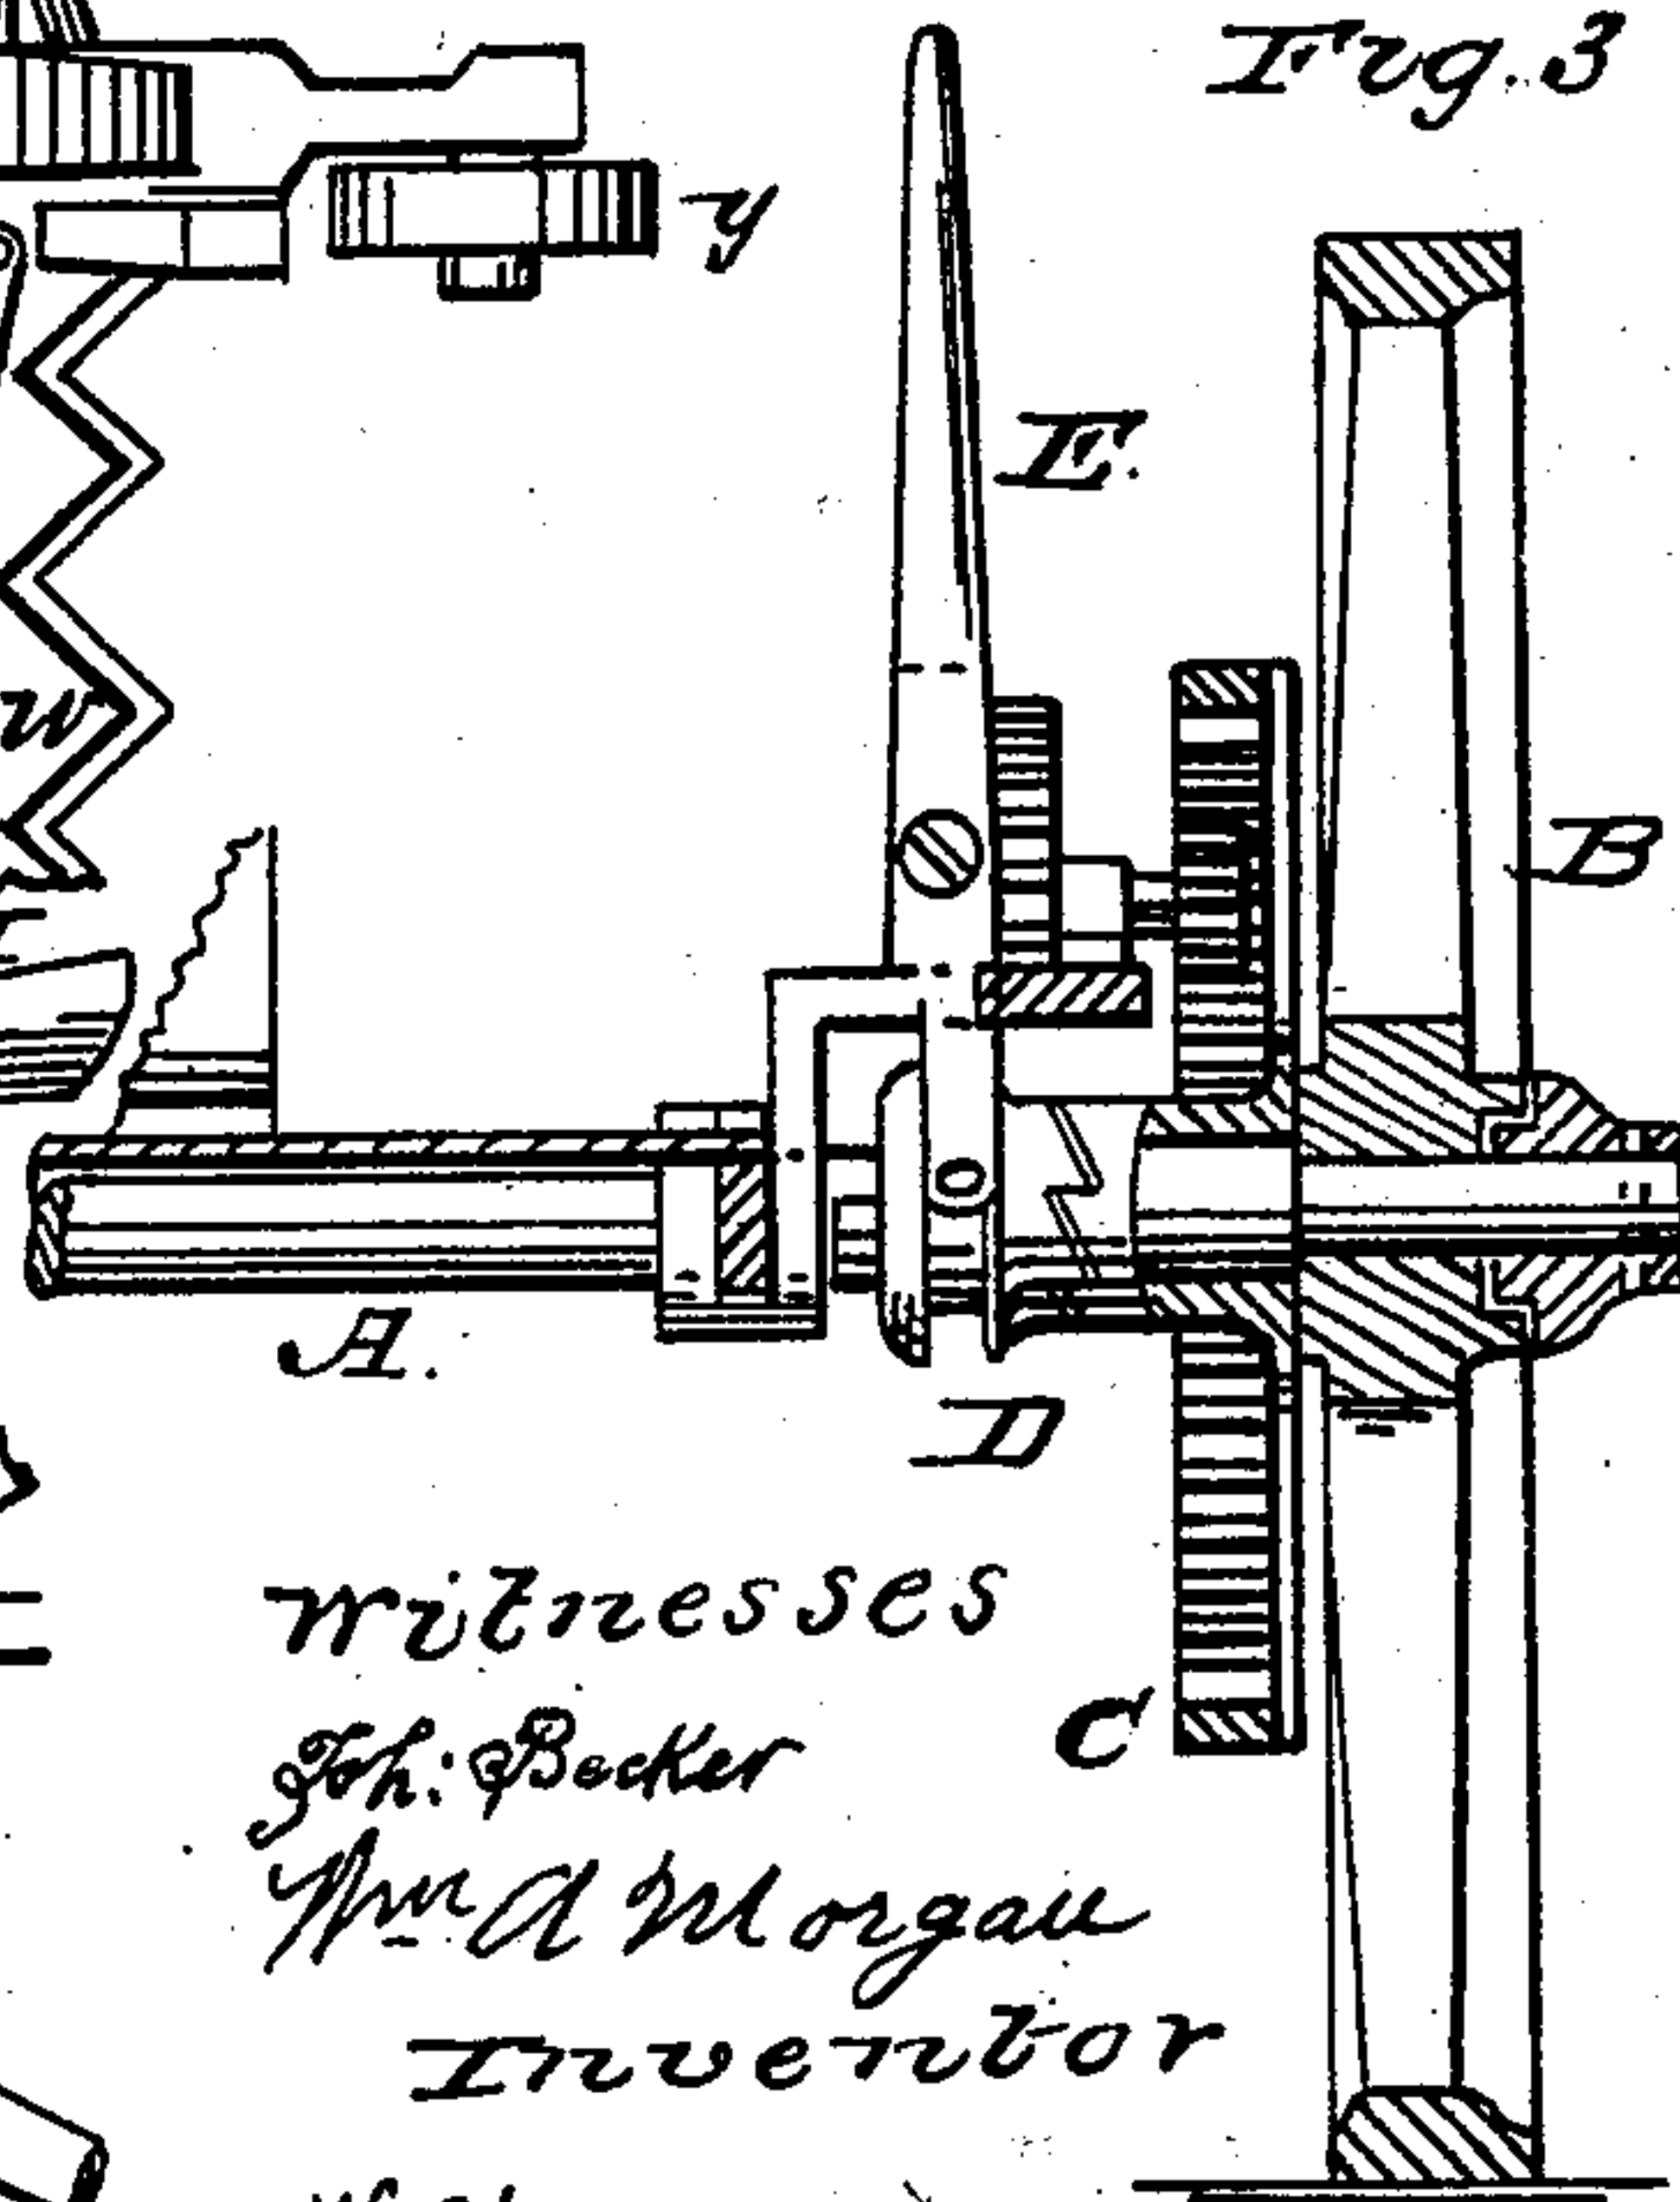 Fig. 3
y
E.
w
B
A.
D
witnesses
C
Joh: Becker
Wm A Morgan
Inventor